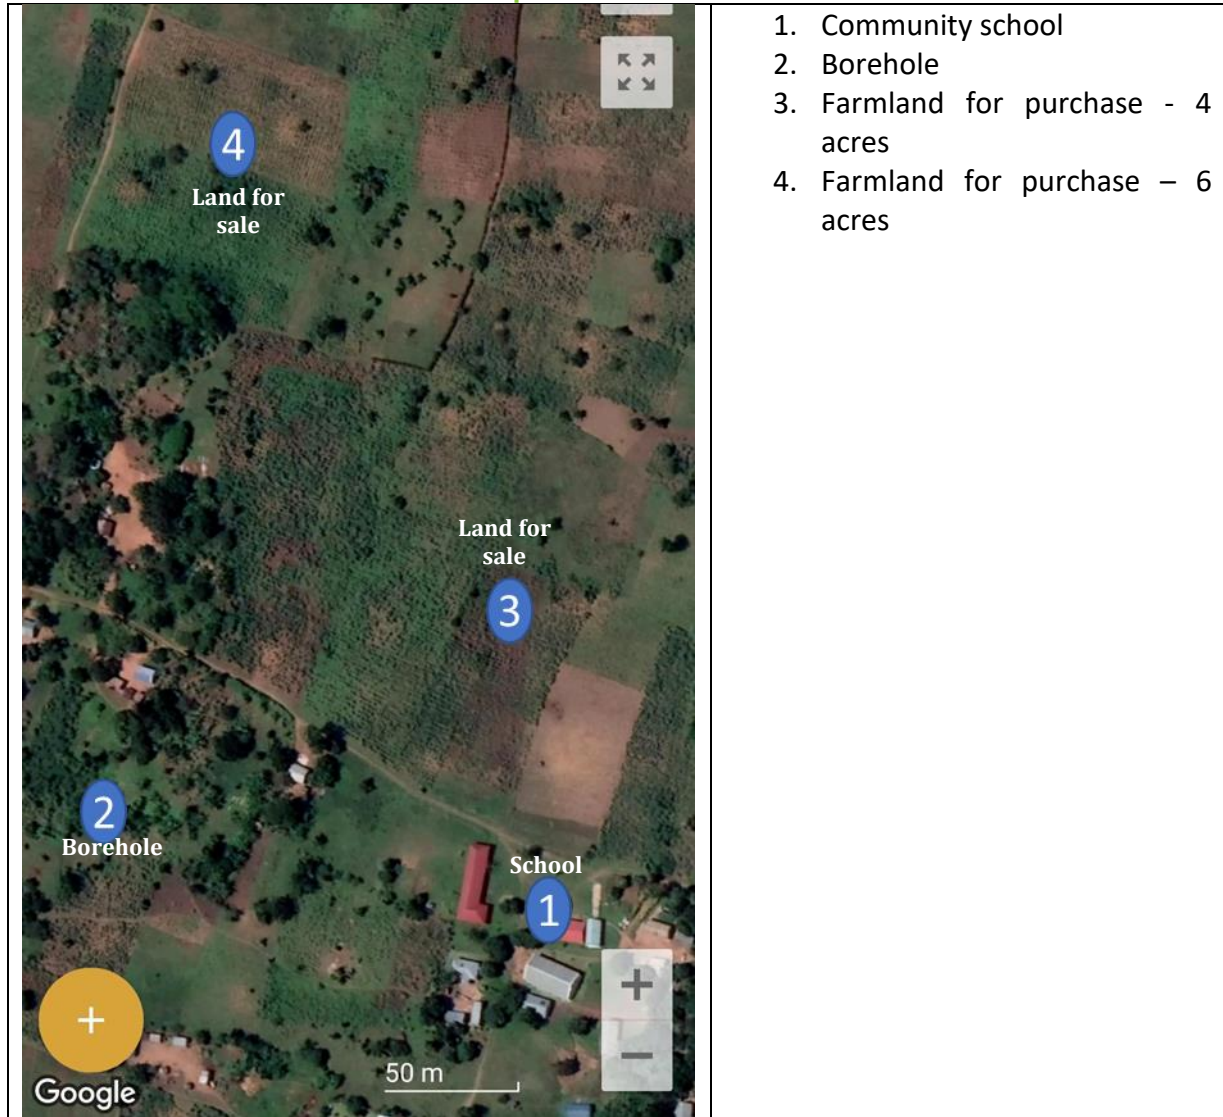 4
Land for
sale
Land for
sale
3
2
Borehole
School
1
50 m
Google
1. Community school
2. Borehole
3. Farmland for purchase - 4
acres
4. Farmland for purchase – 6
acres